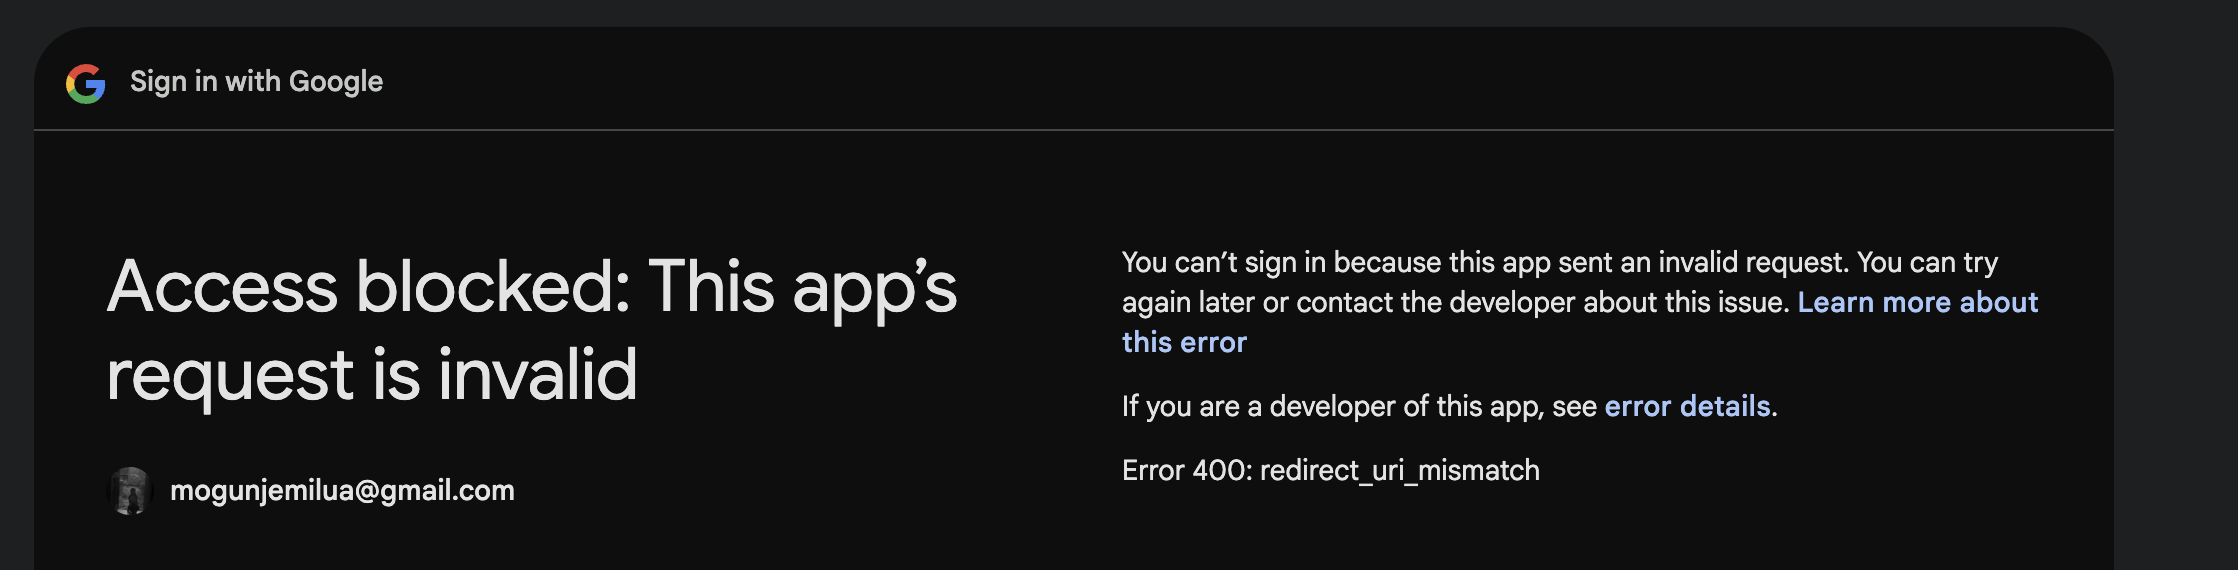 Sign in with Google
Access blocked: This app’s
request is invalid
mogunjemilua@gmail.com
You can’t sign in because this app sent an invalid request. You can try
again later or contact the developer about this issue. Learn more about
this error
If you are a developer of this app, see error details.
Error 400: redirect_uri_mismatch